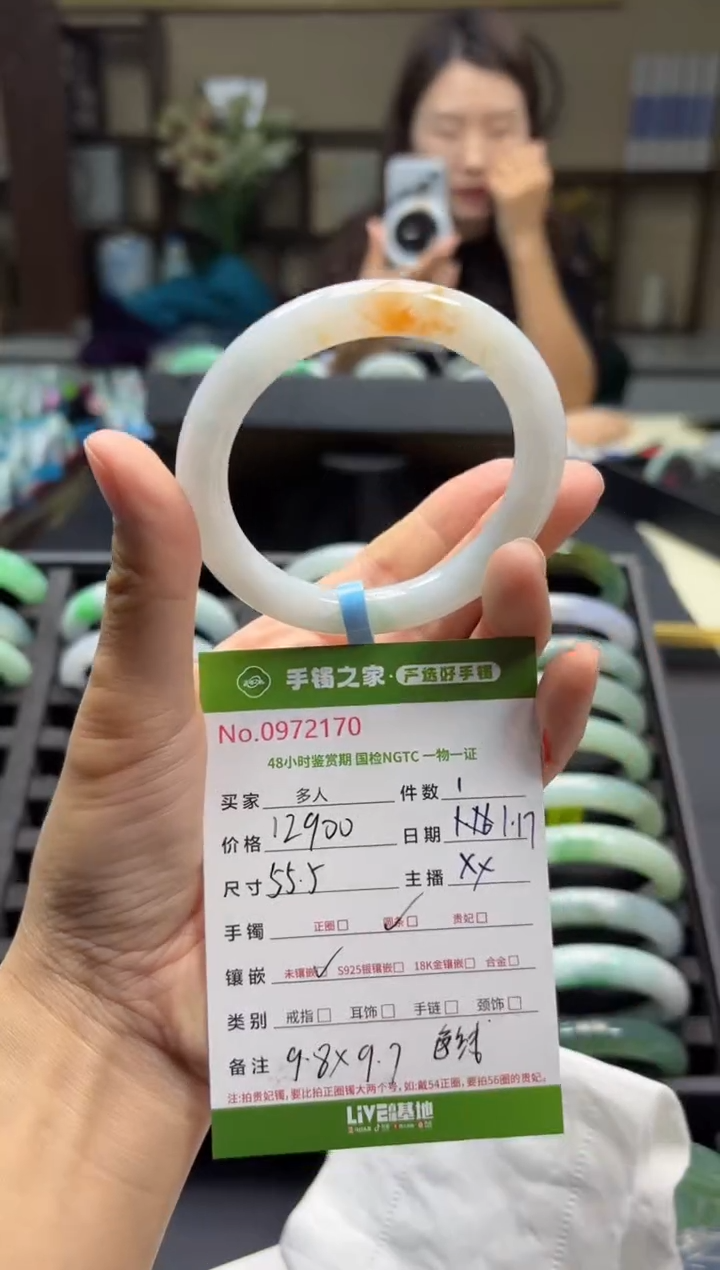 手镯之家·严选好手镯
No.0972170
48小时鉴赏期 国检NGTC 一物一证
买家 多人 件数 1
价格 12900 日期 1.17
尺寸 55.5 主播 XX
手镯 正圈□ 圆条□ 贵妃□
镶嵌 未镶嵌 S925银镶嵌□ 18K金镶嵌□ 合金□
类别 戒指□ 耳饰□ 手链□ 颈饰□
备注 9.8×9.7
注:拍贵妃镯,要比拍正圈镯大两个号,如:戴54正圈,要拍56圈的贵妃。
LIVE 基地